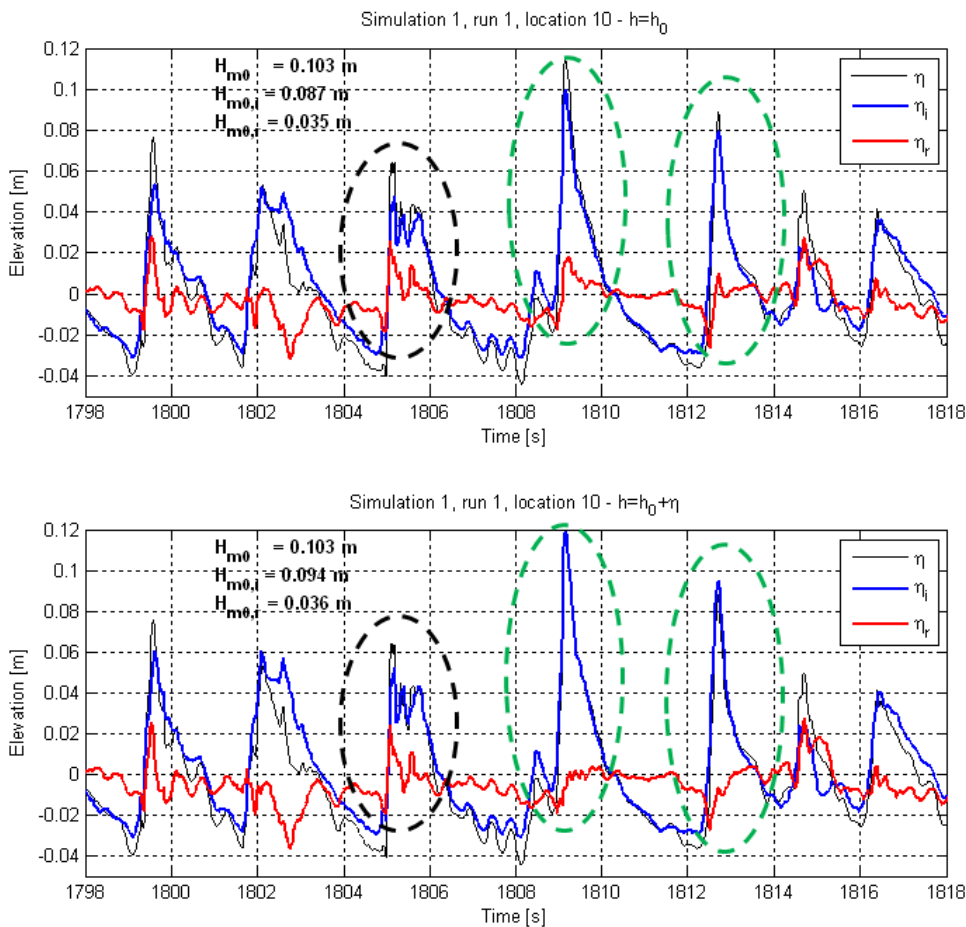 Simulation 1, run 1, location 10 - h=h0
Elevation [m]
0.12
0.1
0.08
0.06
0.04
0.02
0
-0.02
-0.04
Hm0 = 0.103 m
Hm0,i = 0.087 m
Hm0,i = 0.035 m
η
ηi
ηr
1798 1800 1802 1804 1806 1808 1810 1812 1814 1816 1818
Time [s]
Simulation 1, run 1, location 10 - h=h0+η
Elevation [m]
0.12
0.1
0.08
0.06
0.04
0.02
0
-0.02
-0.04
Hm0 = 0.103 m
Hm0,i = 0.094 m
Hm0,i = 0.036 m
η
ηi
ηr
1798 1800 1802 1804 1806 1808 1810 1812 1814 1816 1818
Time [s]